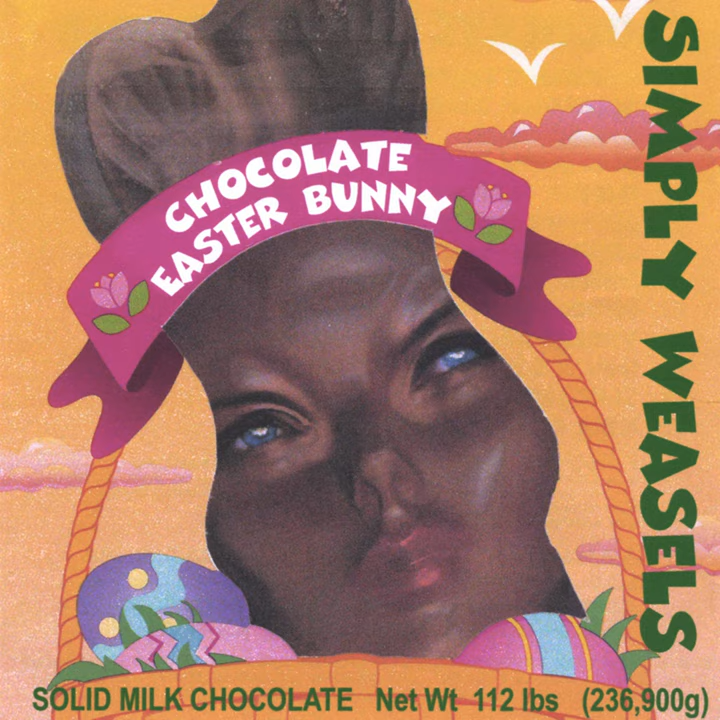 CHOCOLATE
EASTER BUNNY
SIMPLY WEASELS
SOLID MILK CHOCOLATE Net Wt 112 lbs (236,900g)